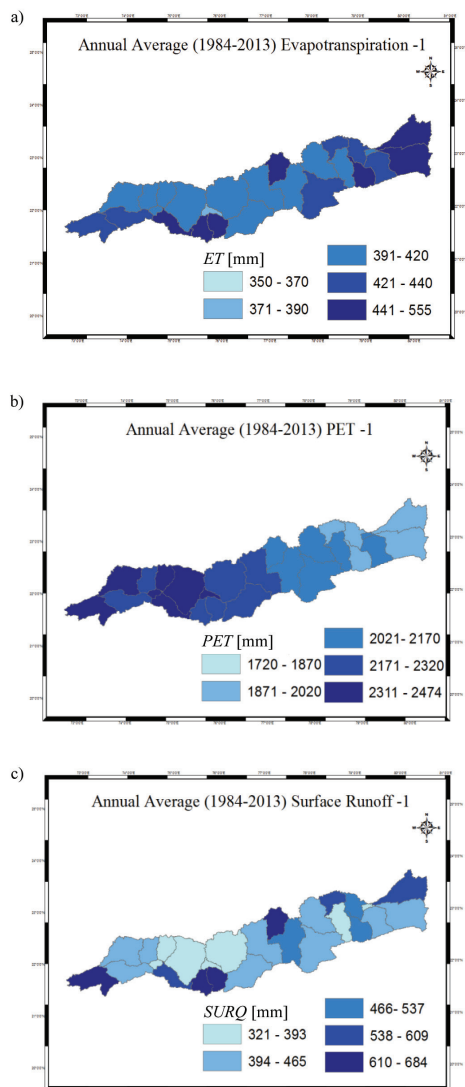 a)
Annual Average (1984-2013) Evapotranspiration -1
N
W E
S
ET [mm]
350 - 370
371 - 390
391- 420
421 - 440
441 - 555
b)
Annual Average (1984-2013) PET -1
N
W E
S
PET [mm]
1720 - 1870
1871 - 2020
2021- 2170
2171 - 2320
2311 - 2474
c)
Annual Average (1984-2013) Surface Runoff -1
N
W E
S
SURQ [mm]
321 - 393
394 - 465
466- 537
538 - 609
610 - 684